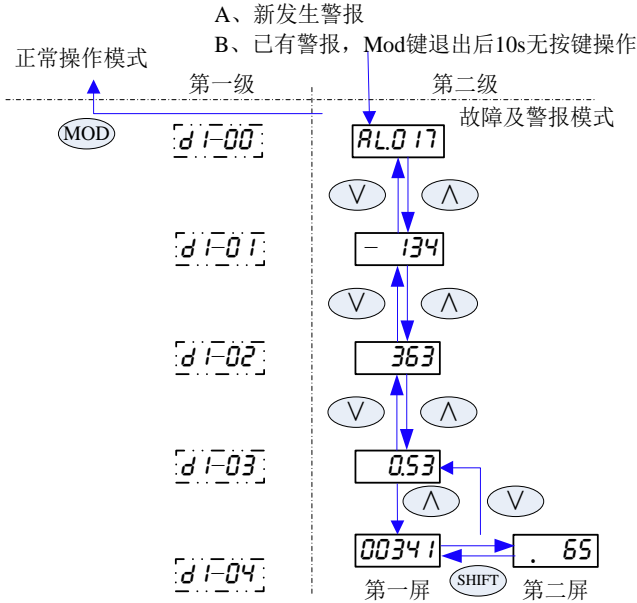 A、新发生警报
B、已有警报，Mod键退出后10s无按键操作
正常操作模式
第一级
第二级
故障及警报模式
MOD
d1-00
AL.017
∨
∧
d1-01
- 134
∨
∧
d1-02
363
∨
∧
d1-03
0.53
∧
∨
00341
. 65
d1-04
第一屏
SHIFT
第二屏